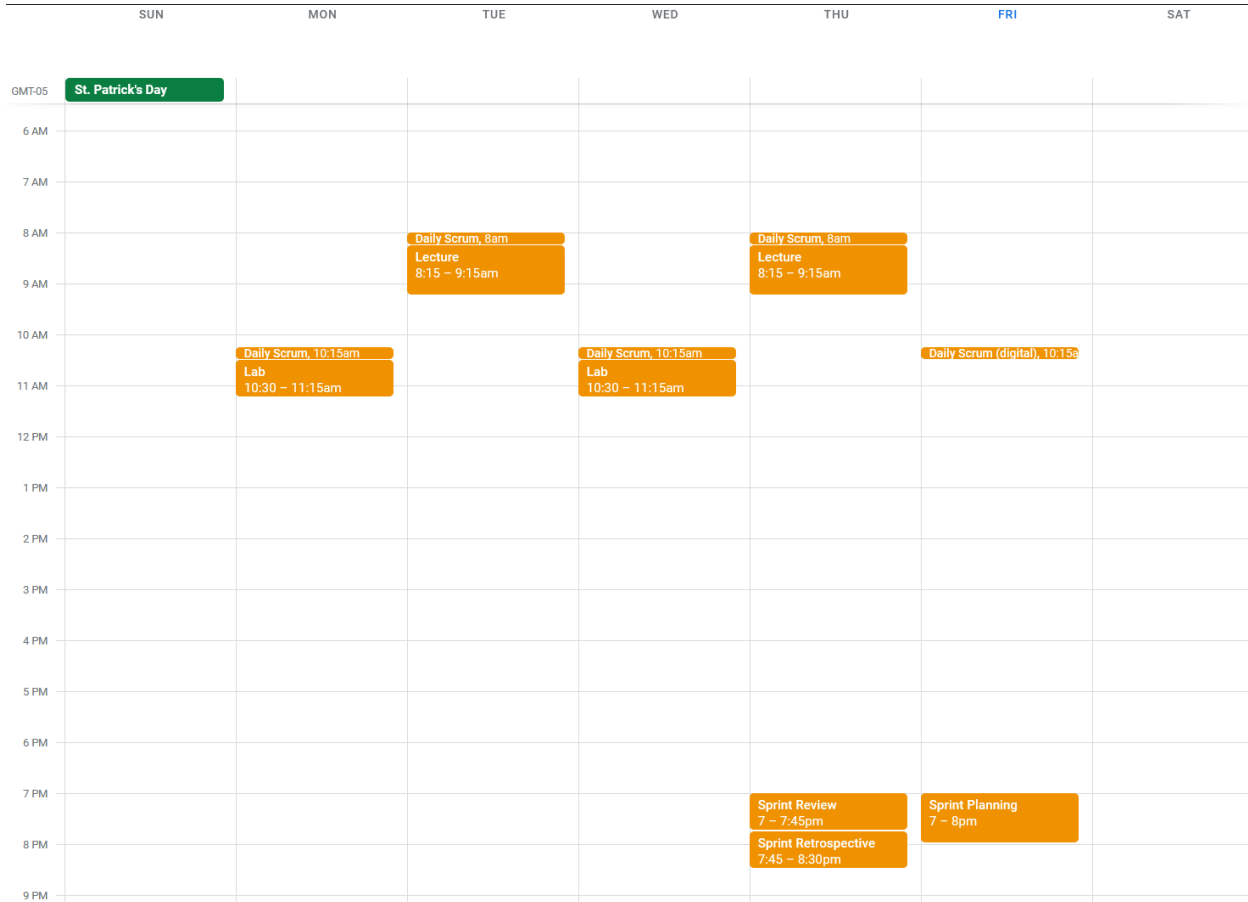 SUN MON TUE WED THU FRI SAT
GMT-05 St. Patrick's Day
6 AM
7 AM
8 AM
Daily Scrum, 8am
Lecture
8:15 – 9:15am
Daily Scrum, 8am
Lecture
8:15 – 9:15am
9 AM
10 AM
Daily Scrum, 10:15am
Lab
10:30 – 11:15am
Daily Scrum, 10:15am
Lab
10:30 – 11:15am
Daily Scrum (digital), 10:15a
11 AM
12 PM
1 PM
2 PM
3 PM
4 PM
5 PM
6 PM
7 PM
Sprint Review
7 – 7:45pm
Sprint Retrospective
7:45 – 8:30pm
Sprint Planning
7 – 8pm
8 PM
9 PM